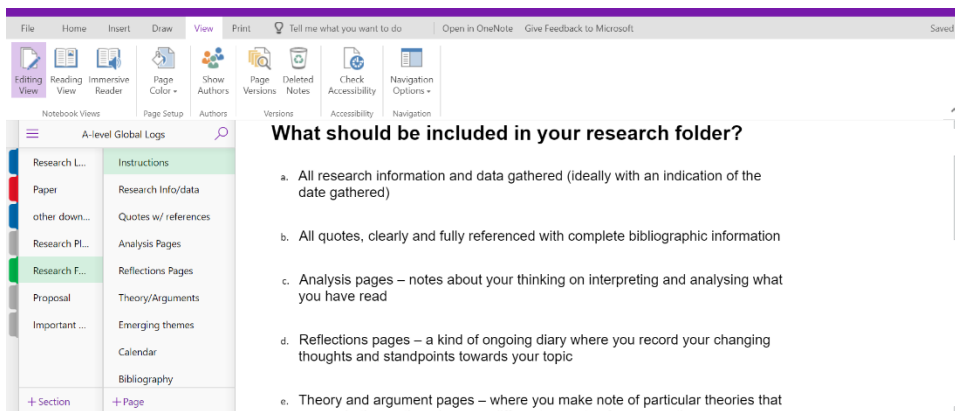 File Home Insert Draw View Print Tell me what you want to do Open in OneNote Give Feedback to Microsoft Saved
Editing View
Reading View
Immersive Reader
Page Color
Show Authors
Page Versions
Deleted Notes
Check Accessibility
Navigation Options
Notebook Views Page Setup Authors Versions Accessibility Navigation
A-level Global Logs
Research L...
Paper
other down...
Research Pl...
Research F...
Proposal
Important ...
+ Section
Instructions
Research Info/data
Quotes w/ references
Analysis Pages
Reflections Pages
Theory/Arguments
Emerging themes
Calendar
Bibliography
+ Page
What should be included in your research folder?
a. All research information and data gathered (ideally with an indication of the
date gathered)
b. All quotes, clearly and fully referenced with complete bibliographic information
c. Analysis pages – notes about your thinking on interpreting and analysing what
you have read
d. Reflections pages – a kind of ongoing diary where you record your changing
thoughts and standpoints towards your topic
e. Theory and argument pages – where you make note of particular theories that